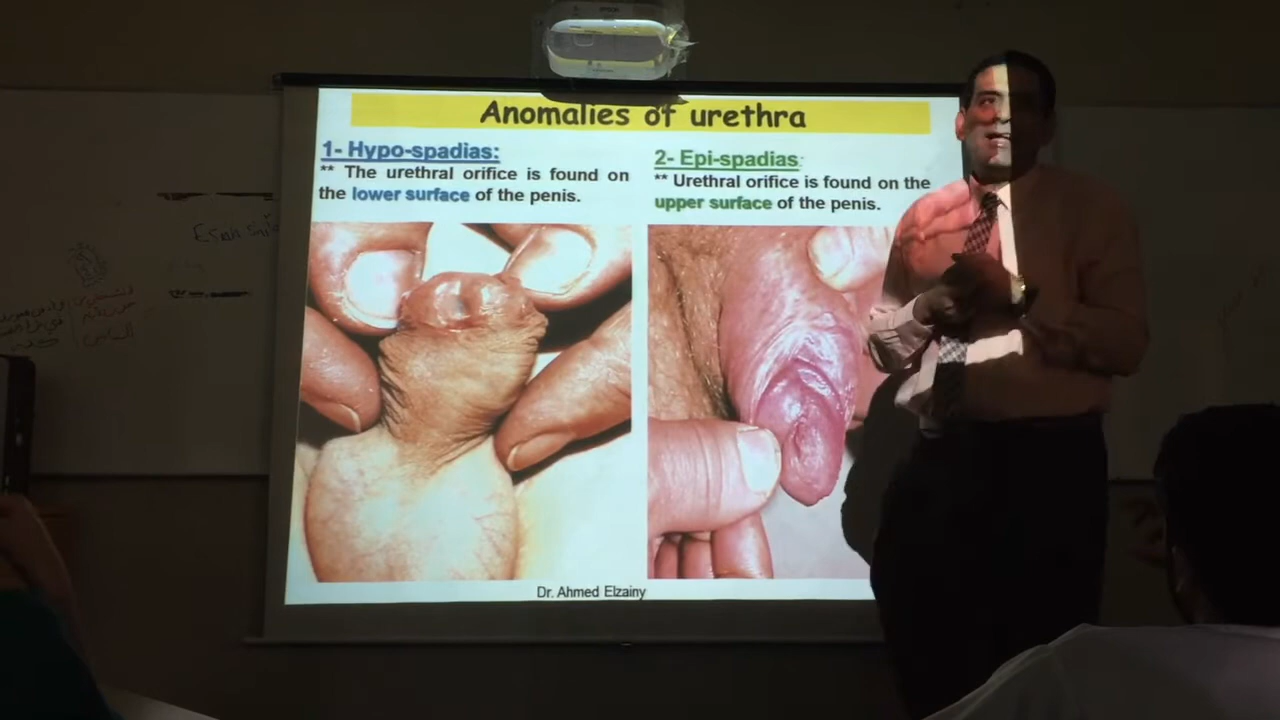 Anomalies of urethra
1- Hypo-spadias:
** The urethral orifice is found on
the lower surface of the penis.
2- Epi-spadias:
** Urethral orifice is found on the
upper surface of the penis.
Dr. Ahmed Elzainy